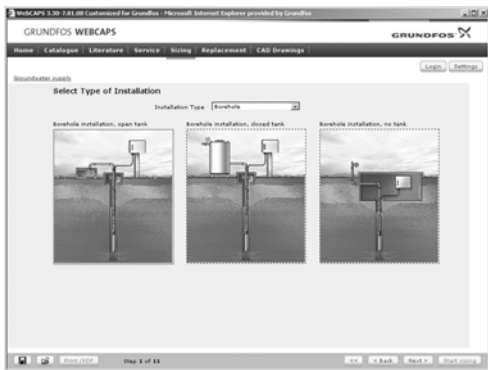 WebCAPS 3.30-7.01.08 Customized for Grundfos - Microsoft Internet Explorer provided by Grundfos
GRUNDFOS WEBCAPS
GRUNDFOS
Home Catalogue Literature Service Sizing Replacement CAD Drawings
Login Settings
Groundwater supply
Select Type of Installation
Installation Type Borehole
Borehole installation, open tank Borehole installation, closed tank Borehole installation, no tank
Print/PDF Step 1 of 11 << < Back Next > Start sizing